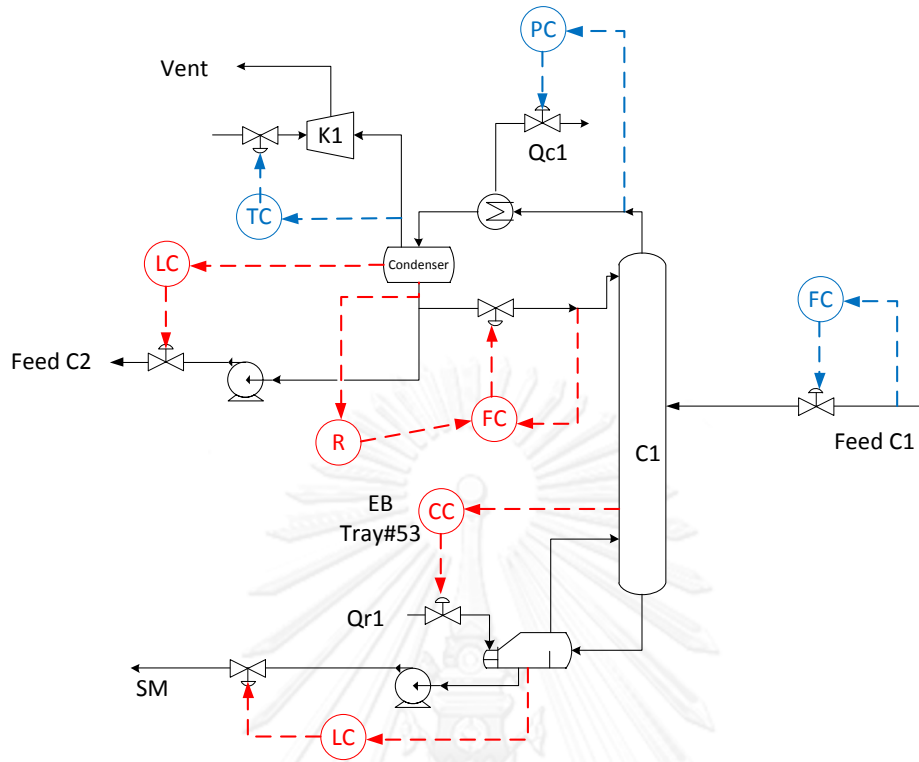 PC
Vent
K1
Qc1
TC
LC
Condenser
FC
Feed C2
FC
R
Feed C1
C1
EB
Tray#53
CC
Qr1
SM
LC